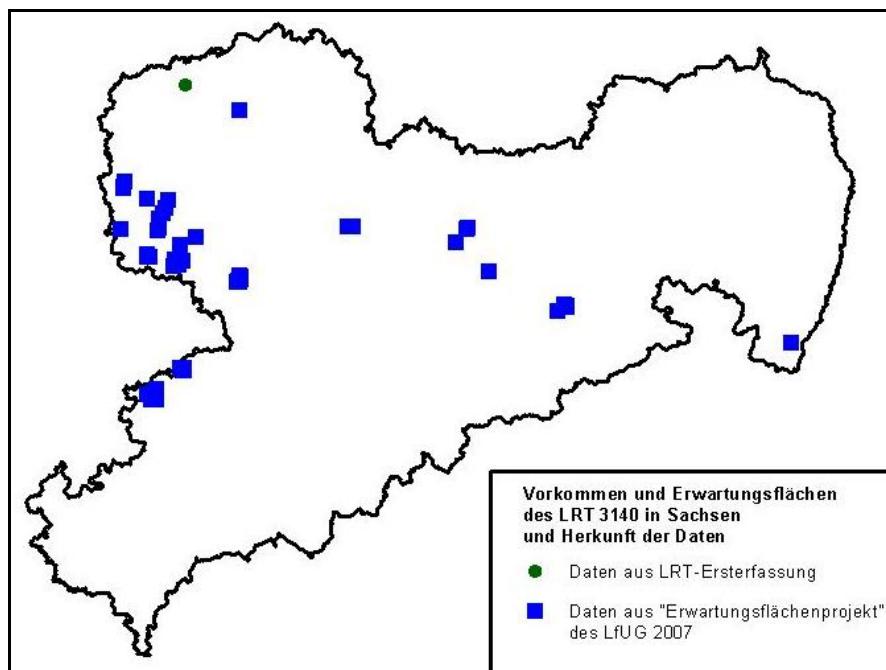 Vorkommen und Erwartungsflächen
des LRT 3140 in Sachsen
und Herkunft der Daten
Daten aus LRT-Ersterfassung
Daten aus "Erwartungsflächenprojekt"
des LfUG 2007